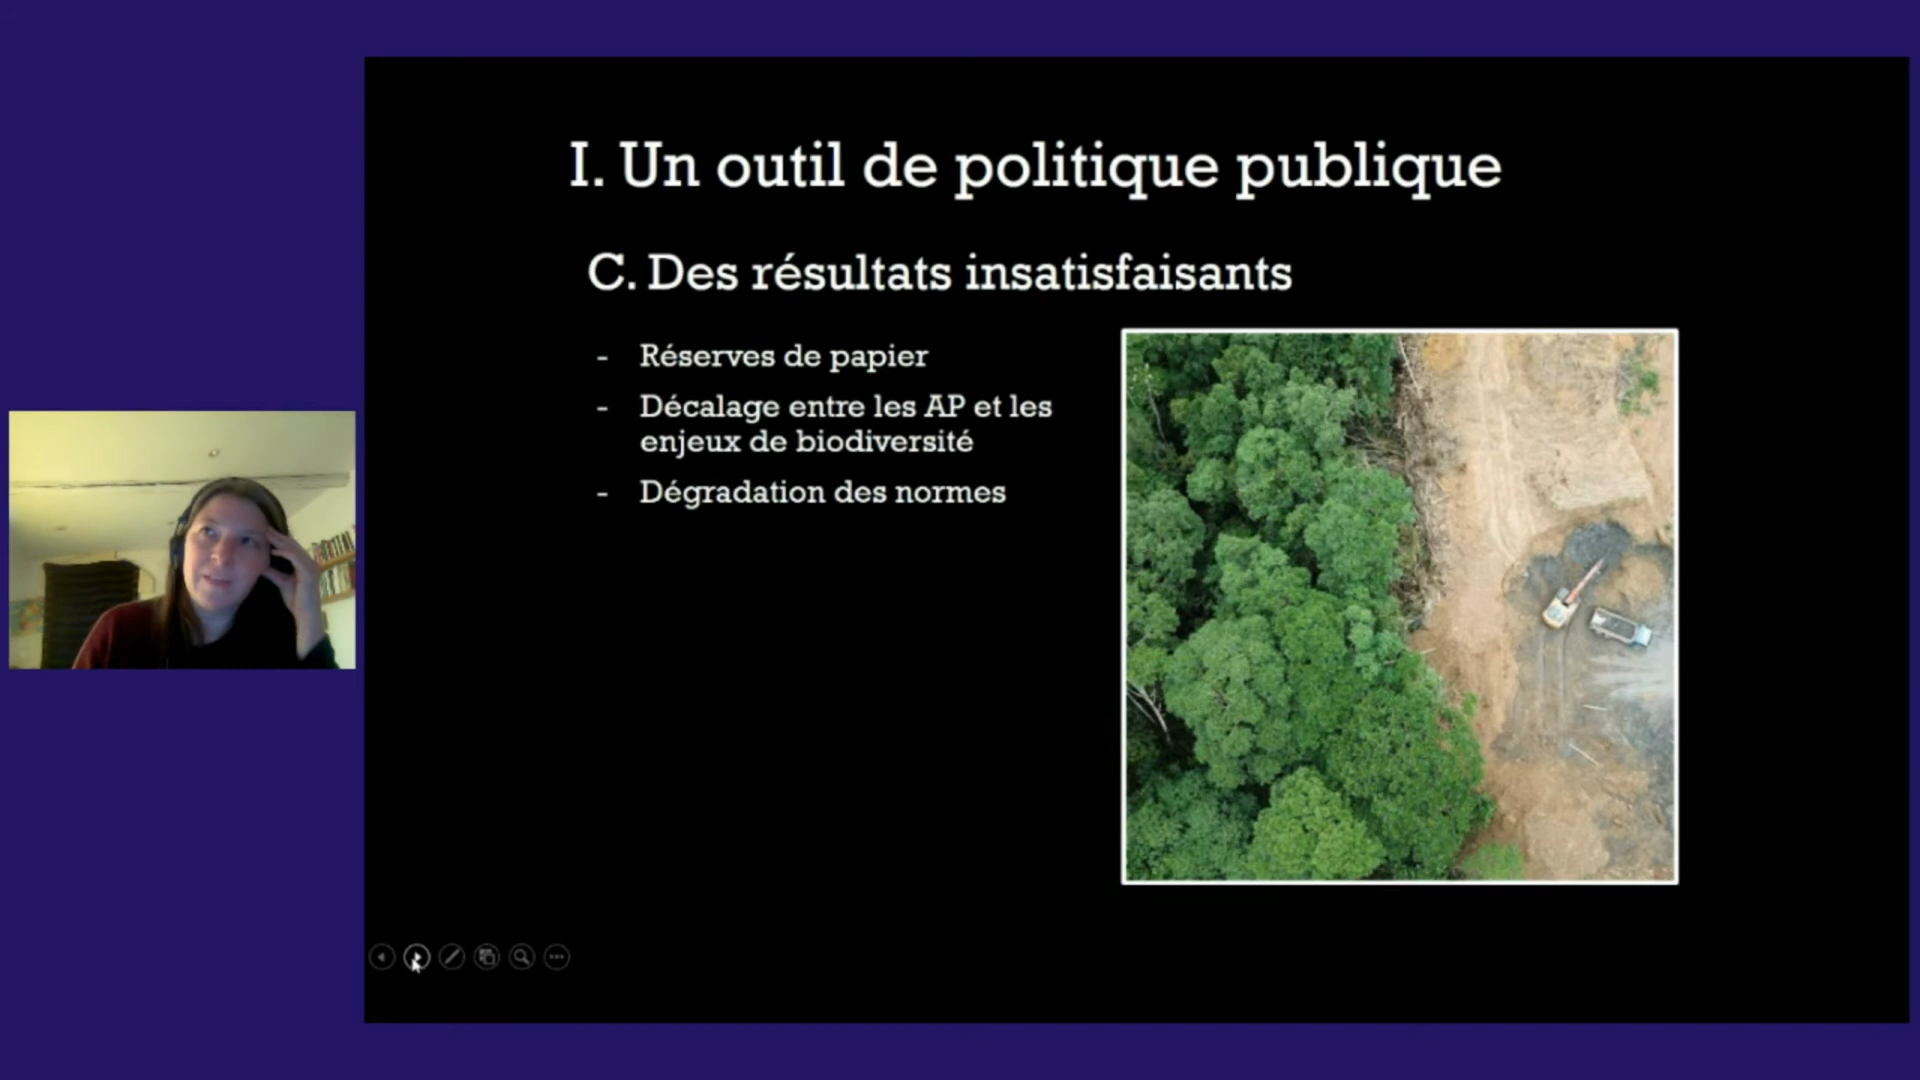 I. Un outil de politique publique
C. Des résultats insatisfaisants
- Réserves de papier
- Décalage entre les AP et les
enjeux de biodiversité
- Dégradation des normes